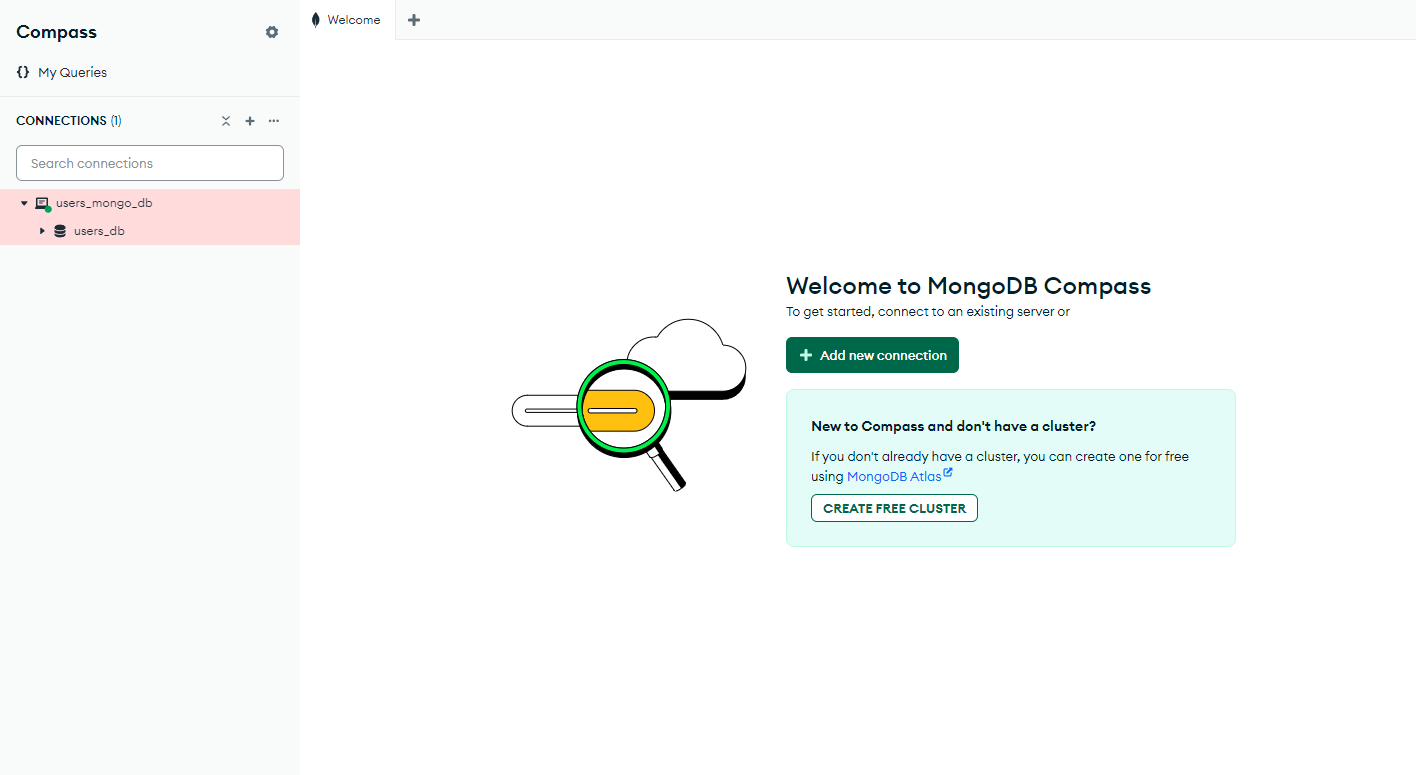 Compass
My Queries
CONNECTIONS (1)
Search connections
users_mongo_db
users_db
Welcome
Welcome to MongoDB Compass
To get started, connect to an existing server or
Add new connection
New to Compass and don't have a cluster?
If you don't already have a cluster, you can create one for free
using MongoDB Atlas
CREATE FREE CLUSTER